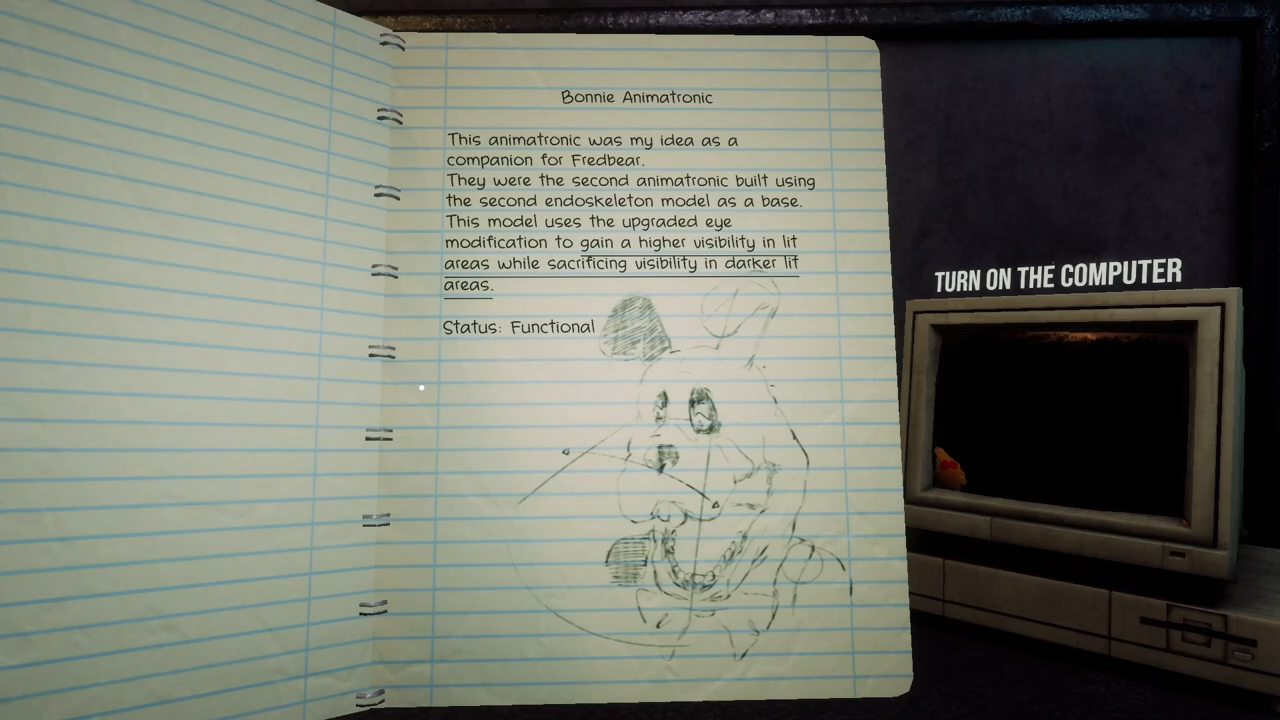 Bonnie Animatronic
This animatronic was my idea as a
companion for Fredbear.
They were the second animatronic built using
the second endoskeleton model as a base.
This model uses the upgraded eye
modification to gain a higher visibility in lit
areas while sacrificing visibility in darker lit
areas.
Status: Functional
TURN ON THE COMPUTER